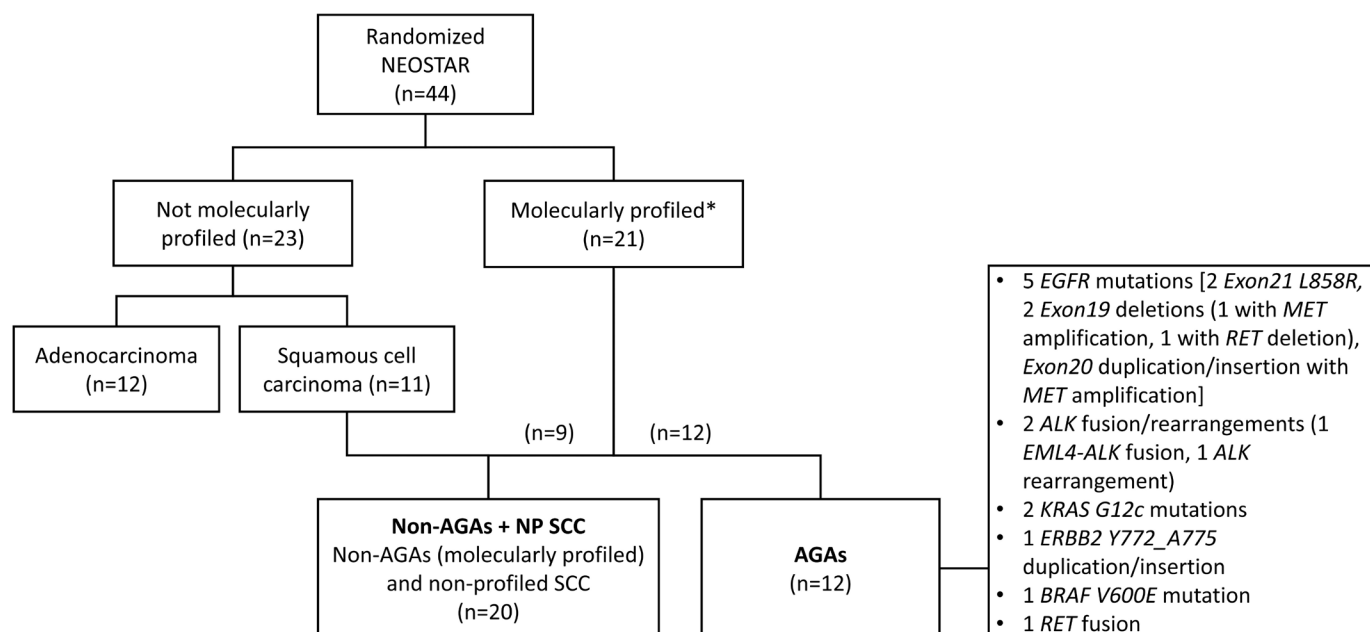 Randomized
NEOSTAR
(n=44)
Not molecularly
profiled (n=23)
Molecularly profiled*
(n=21)
Adenocarcinoma
(n=12)
Squamous cell
carcinoma (n=11)
(n=9)
(n=12)
Non-AGAs + NP SCC
Non-AGAs (molecularly profiled)
and non-profiled SCC
(n=20)
AGAs
(n=12)
• 5 EGFR mutations [2 Exon21 L858R,
2 Exon19 deletions (1 with MET
amplification, 1 with RET deletion),
Exon20 duplication/insertion with
MET amplification]
• 2 ALK fusion/rearrangements (1
EML4-ALK fusion, 1 ALK
rearrangement)
• 2 KRAS G12c mutations
• 1 ERBB2 Y772_A775
duplication/insertion
• 1 BRAF V600E mutation
• 1 RET fusion